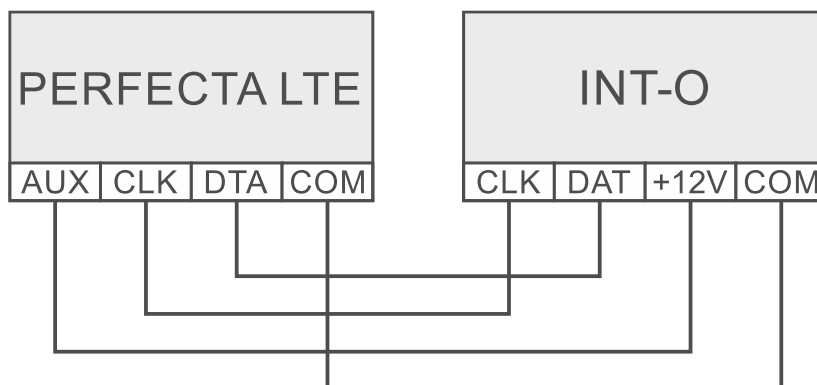 PERFECTA LTE
INT-O
AUX CLK DTA COM
CLK DAT +12V COM